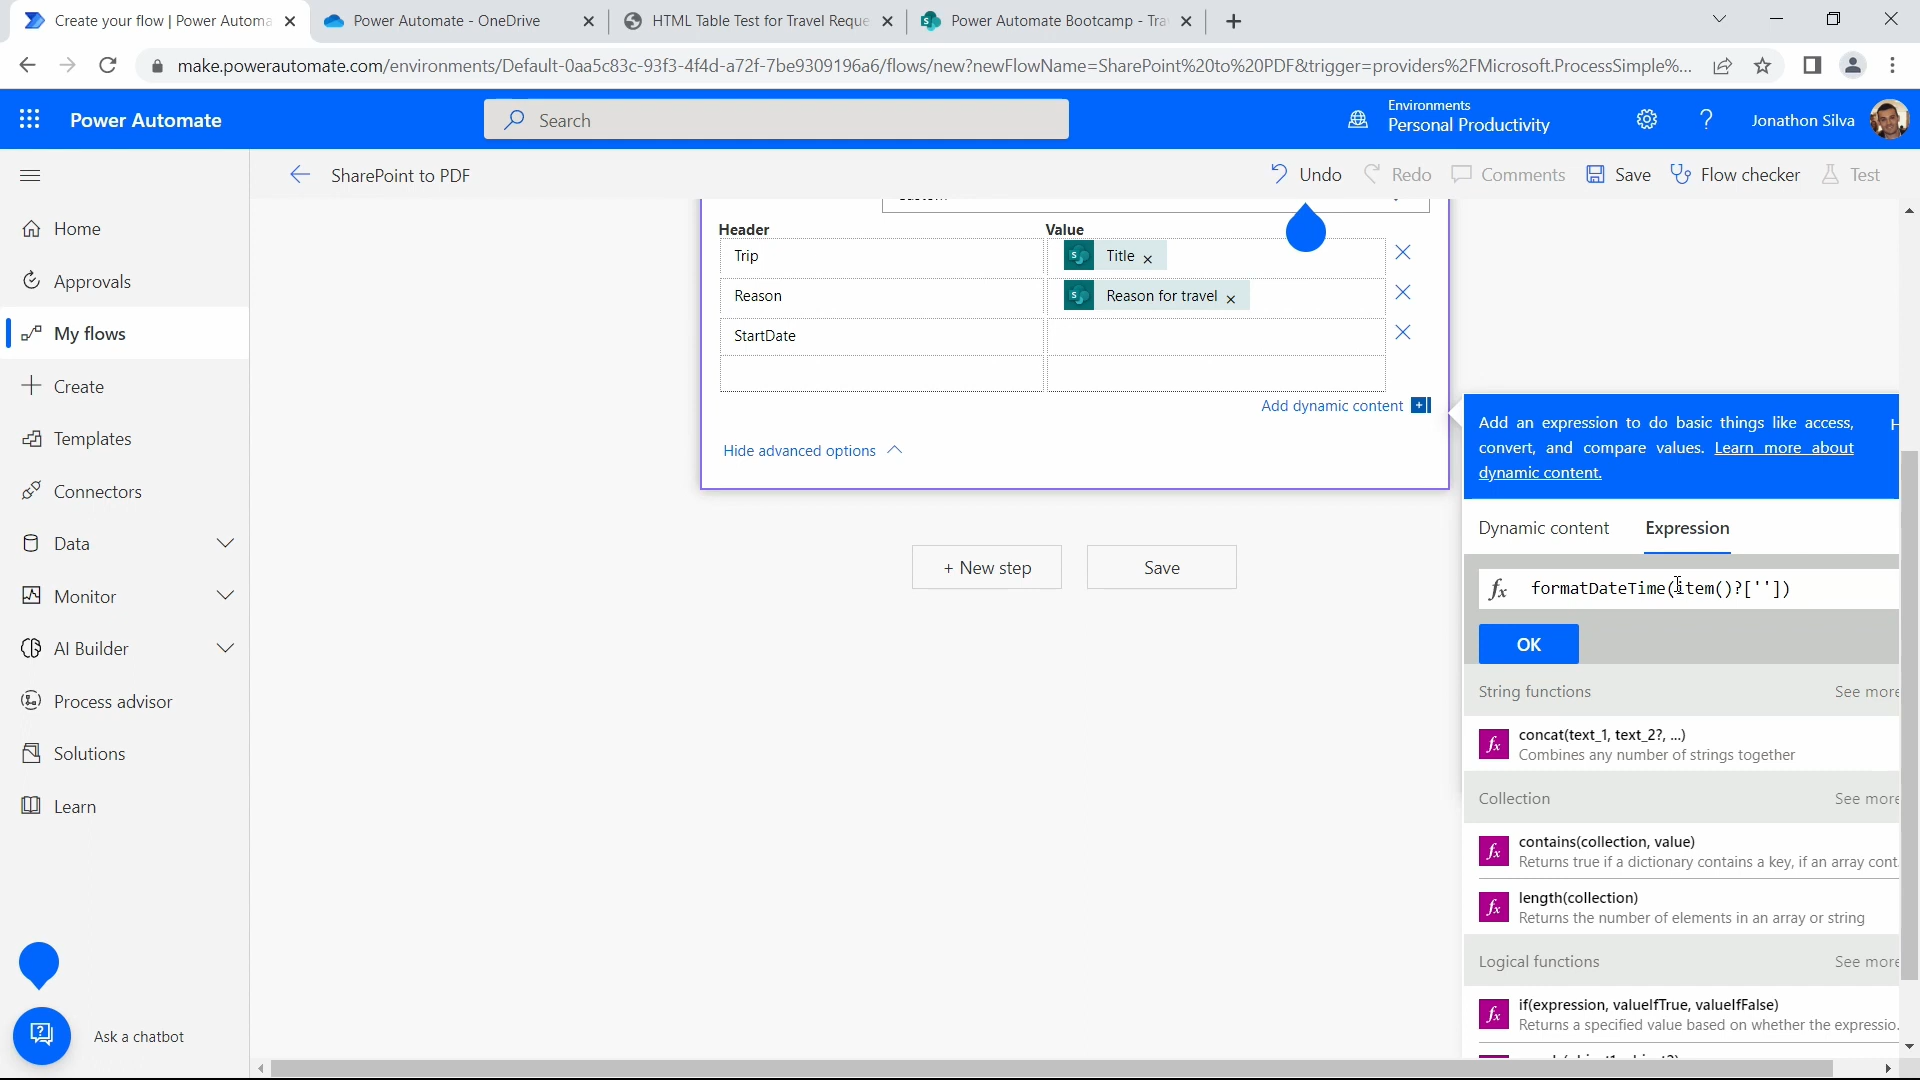 Create your flow | Power Automa
Power Automate - OneDrive
HTML Table Test for Travel Reque
Power Automate Bootcamp - Tra
make.powerautomate.com/environments/Default-0aa5c83c-93f3-4f4d-a72f-7be9309196a6/flows/new?newFlowName=SharePoint%20to%20PDF&trigger=providers%2FMicrosoft.ProcessSimple%...
Power Automate
Search
Environments
Personal Productivity
Jonathon Silva
SharePoint to PDF
Undo
Redo
Comments
Save
Flow checker
Test
Home
Approvals
My flows
Create
Templates
Connectors
Data
Monitor
AI Builder
Process advisor
Solutions
Learn
Ask a chatbot
Header
Value
Trip
Title
Reason
Reason for travel
StartDate
Add dynamic content
Hide advanced options
+ New step
Save
Add an expression to do basic things like access,
convert, and compare values. Learn more about
dynamic content.
Dynamic content
Expression
fx formatDateTime(item()?[''])
OK
String functions
See more
concat(text_1, text_2?, ...)
Combines any number of strings together
Collection
See more
contains(collection, value)
Returns true if a dictionary contains a key, if an array cont
length(collection)
Returns the number of elements in an array or string
Logical functions
See more
if(expression, valueIfTrue, valueIfFalse)
Returns a specified value based on whether the expressio